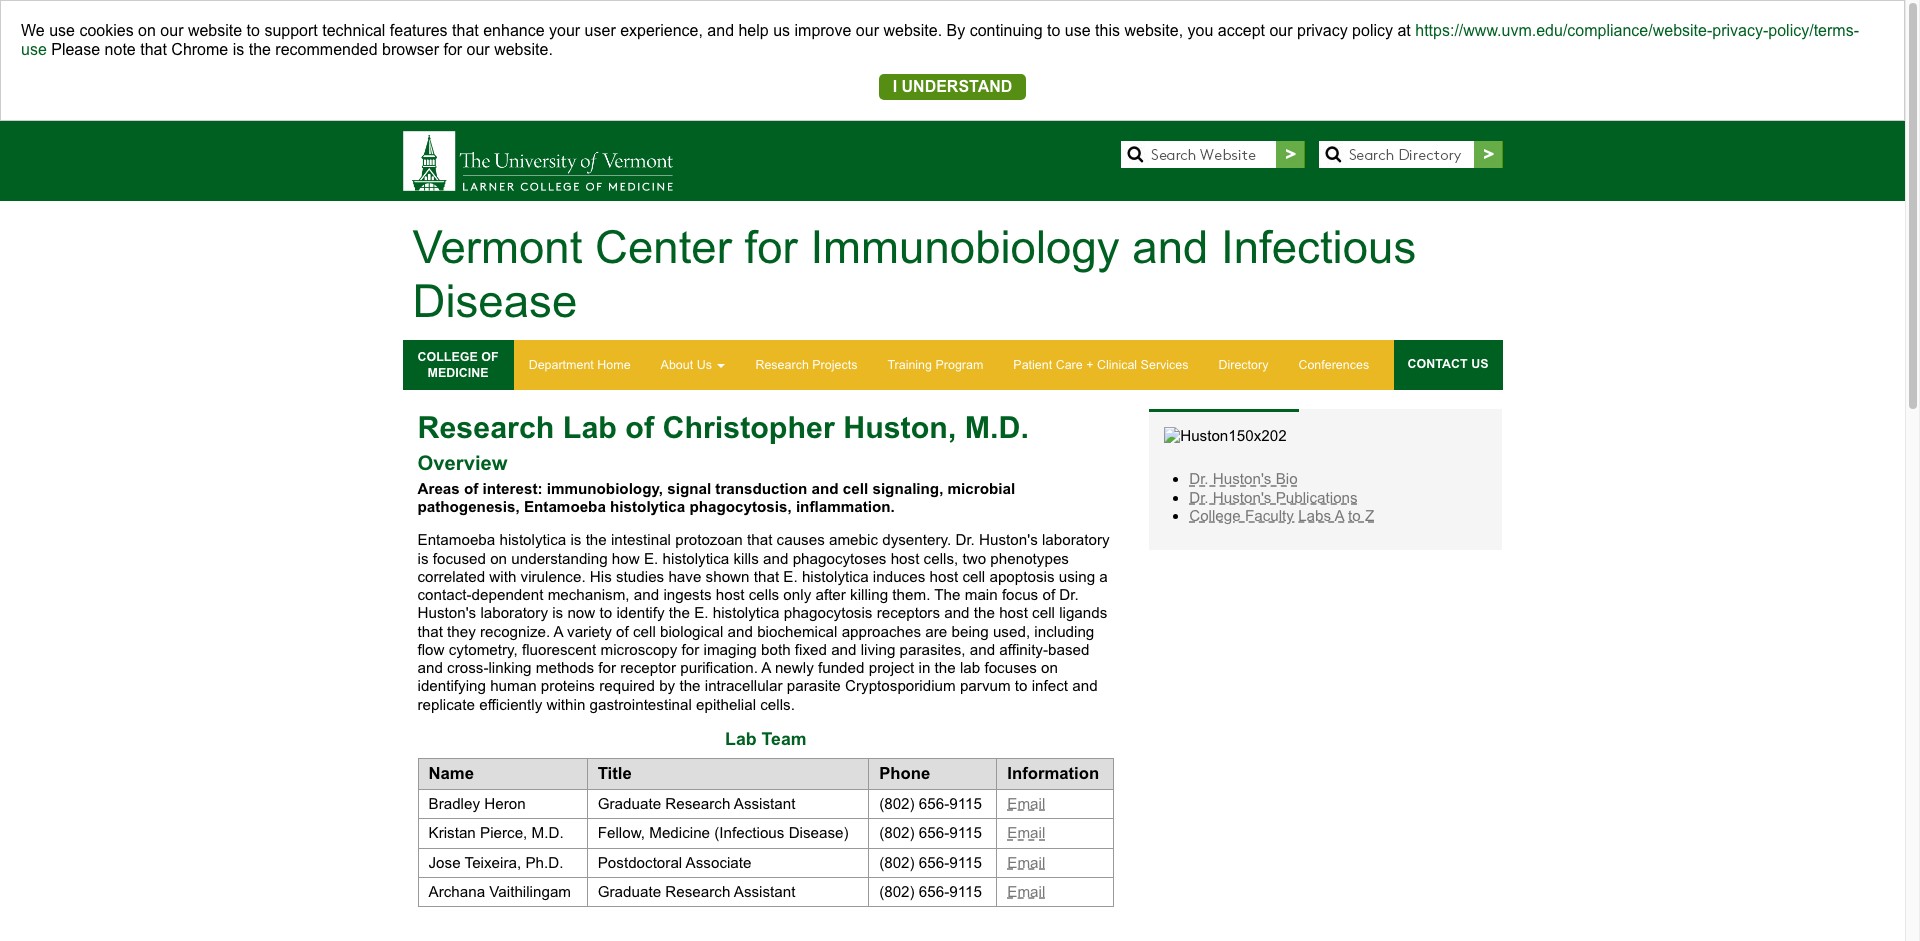 We use cookies on our website to support technical features that enhance your user experience, and help us improve our website. By continuing to use this website, you accept our privacy policy at https://www.uvm.edu/compliance/website-privacy-policy/terms-
use Please note that Chrome is the recommended browser for our website.
I UNDERSTAND
The University of Vermont
LARNER COLLEGE OF MEDICINE
Search Website >
Search Directory >
Vermont Center for Immunobiology and Infectious
Disease
COLLEGE OF
MEDICINE
Department Home
About Us
Research Projects
Training Program
Patient Care + Clinical Services
Directory
Conferences
CONTACT US
Research Lab of Christopher Huston, M.D.
Overview
Areas of interest: immunobiology, signal transduction and cell signaling, microbial
pathogenesis, Entamoeba histolytica phagocytosis, inflammation.
Entamoeba histolytica is the intestinal protozoan that causes amebic dysentery. Dr. Huston's laboratory
is focused on understanding how E. histolytica kills and phagocytoses host cells, two phenotypes
correlated with virulence. His studies have shown that E. histolytica induces host cell apoptosis using a
contact-dependent mechanism, and ingests host cells only after killing them. The main focus of Dr.
Huston's laboratory is now to identify the E. histolytica phagocytosis receptors and the host cell ligands
that they recognize. A variety of cell biological and biochemical approaches are being used, including
flow cytometry, fluorescent microscopy for imaging both fixed and living parasites, and affinity-based
and cross-linking methods for receptor purification. A newly funded project in the lab focuses on
identifying human proteins required by the intracellular parasite Cryptosporidium parvum to infect and
replicate efficiently within gastrointestinal epithelial cells.
Lab Team
Name Title Phone Information
Bradley Heron Graduate Research Assistant (802) 656-9115 Email
Kristan Pierce, M.D. Fellow, Medicine (Infectious Disease) (802) 656-9115 Email
Jose Teixeira, Ph.D. Postdoctoral Associate (802) 656-9115 Email
Archana Vaithilingam Graduate Research Assistant (802) 656-9115 Email
Huston150x202
Dr. Huston's Bio
Dr. Huston's Publications
College Faculty Labs A to Z